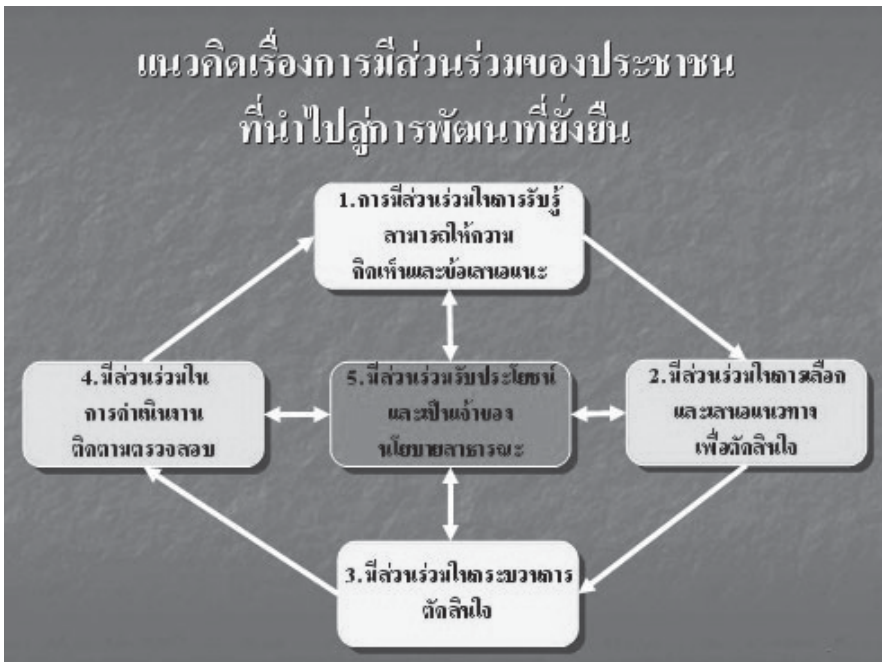 แนวคิดเรื่องการมีส่วนร่วมของประชาชน
ที่นำไปสู่การพัฒนาที่ยั่งยืน
1.การมีส่วนร่วมในการรับรู้
สามารถให้ความ
คิดเห็นและข้อเสนอแนะ
2.มีส่วนร่วมในการเลือก
และเสนอแนวทาง
เพื่อตัดสินใจ
3.มีส่วนร่วมในกระบวนการ
ตัดสินใจ
4.มีส่วนร่วมใน
การดำเนินงาน
ติดตามตรวจสอบ
5.มีส่วนร่วมรับประโยชน์
และเป็นเจ้าของ
นโยบายสาธารณะ